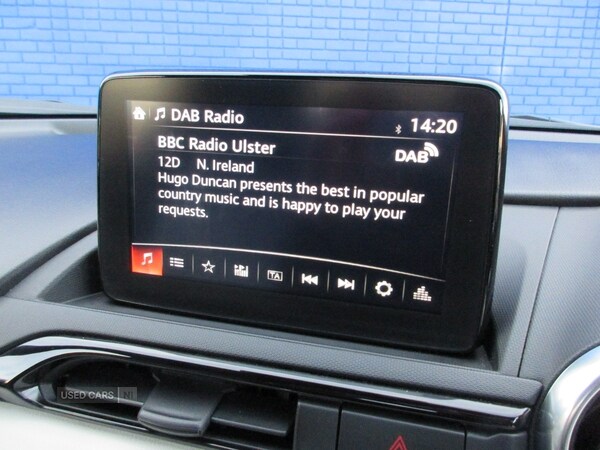 DAB Radio
14:20
BBC Radio Ulster
DAB
12D N. Ireland
Hugo Duncan presents the best in popular
country music and is happy to play your
requests.
TA
USED CARS NI